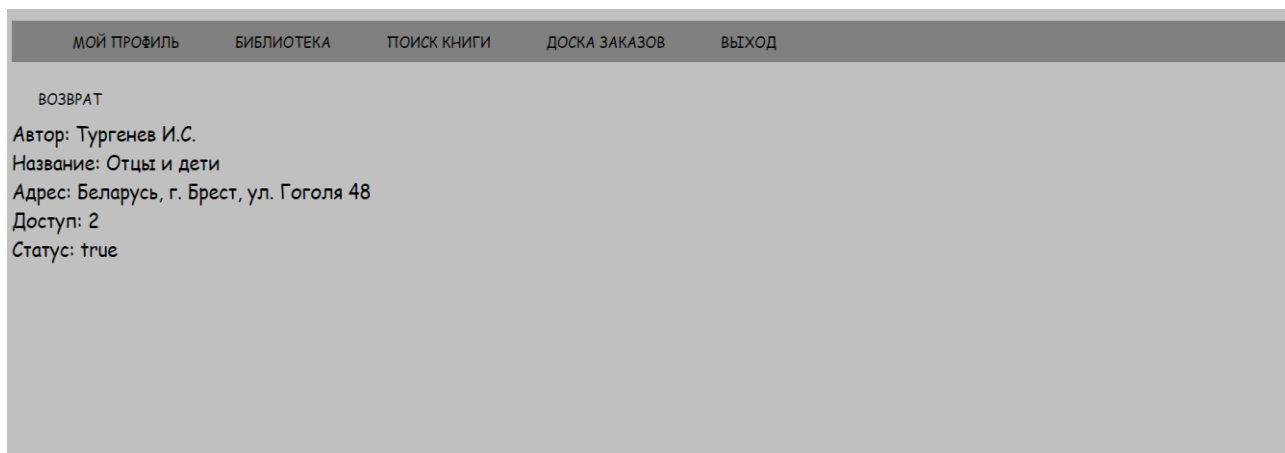 МОЙ ПРОФИЛЬ БИБЛИОТЕКА ПОИСК КНИГИ ДОСКА ЗАКАЗОВ ВЫХОД
ВОЗВРАТ
Автор: Тургенев И.С.
Название: Отцы и дети
Адрес: Беларусь, г. Брест, ул. Гоголя 48
Доступ: 2
Статус: true